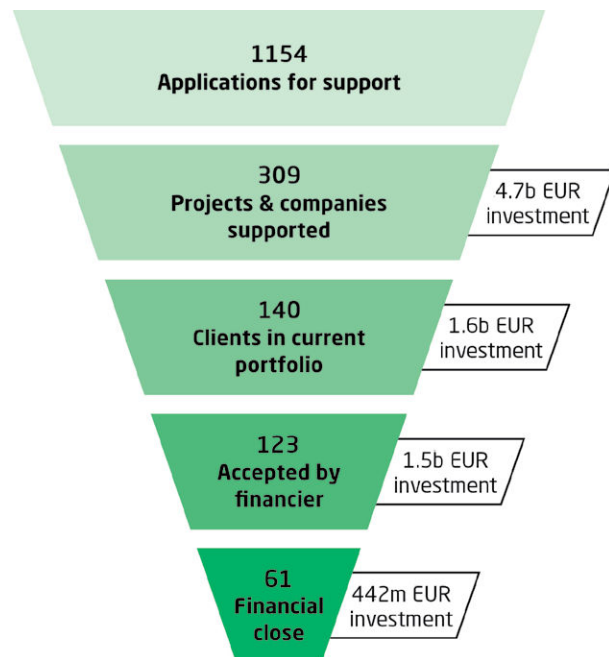 1154
Applications for support
309
Projects & companies
supported
4.7b EUR
investment
140
Clients in current
portfolio
1.6b EUR
investment
123
Accepted by
financier
1.5b EUR
investment
61
Financial
close
442m EUR
investment